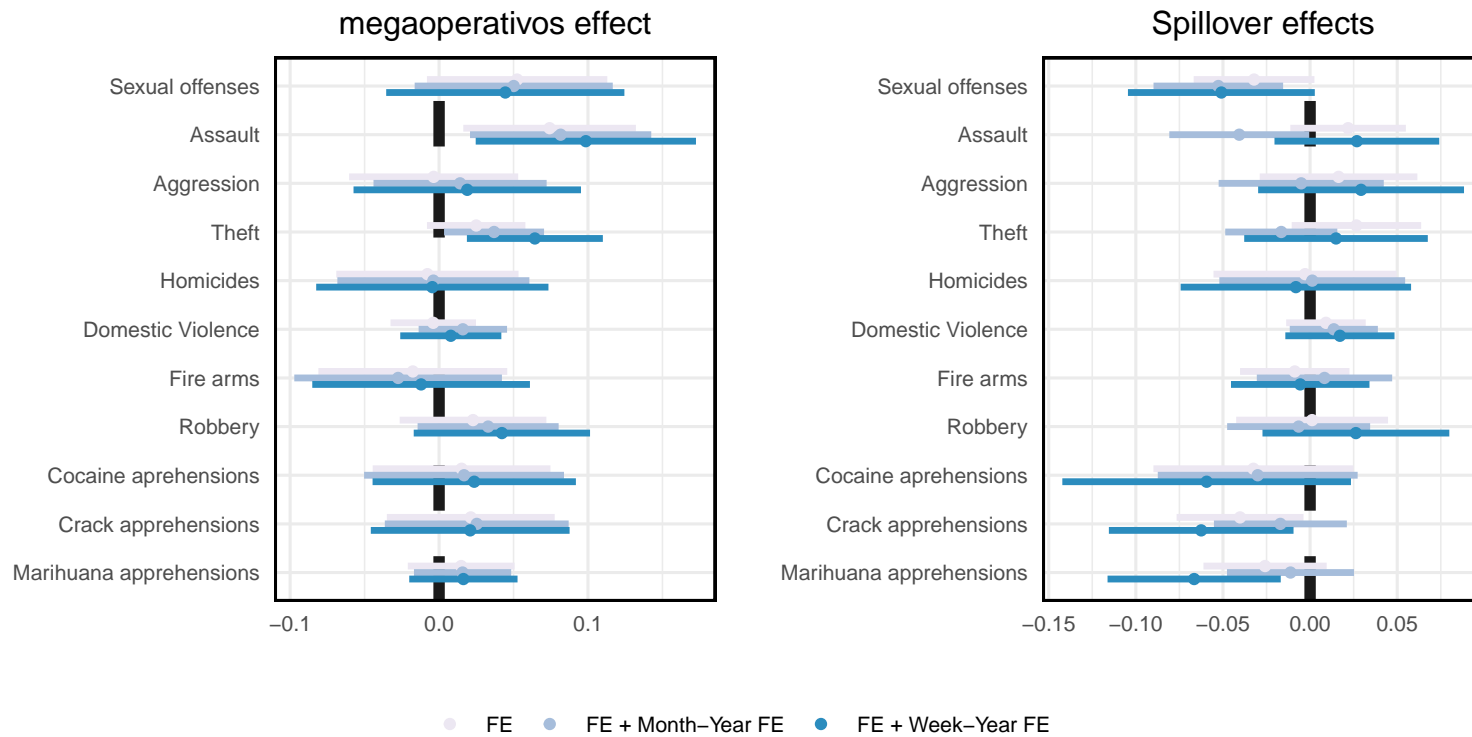 megaoperativos effect
Spillover effects
Sexual offenses
Assault
Aggression
Theft
Homicides
Domestic Violence
Fire arms
Robbery
Cocaine aprehensions
Crack apprehensions
Marihuana apprehensions
−0.1 0.0 0.1
Sexual offenses
Assault
Aggression
Theft
Homicides
Domestic Violence
Fire arms
Robbery
Cocaine aprehensions
Crack apprehensions
Marihuana apprehensions
−0.15 −0.10 −0.05 0.00 0.05
FE FE + Month−Year FE FE + Week−Year FE